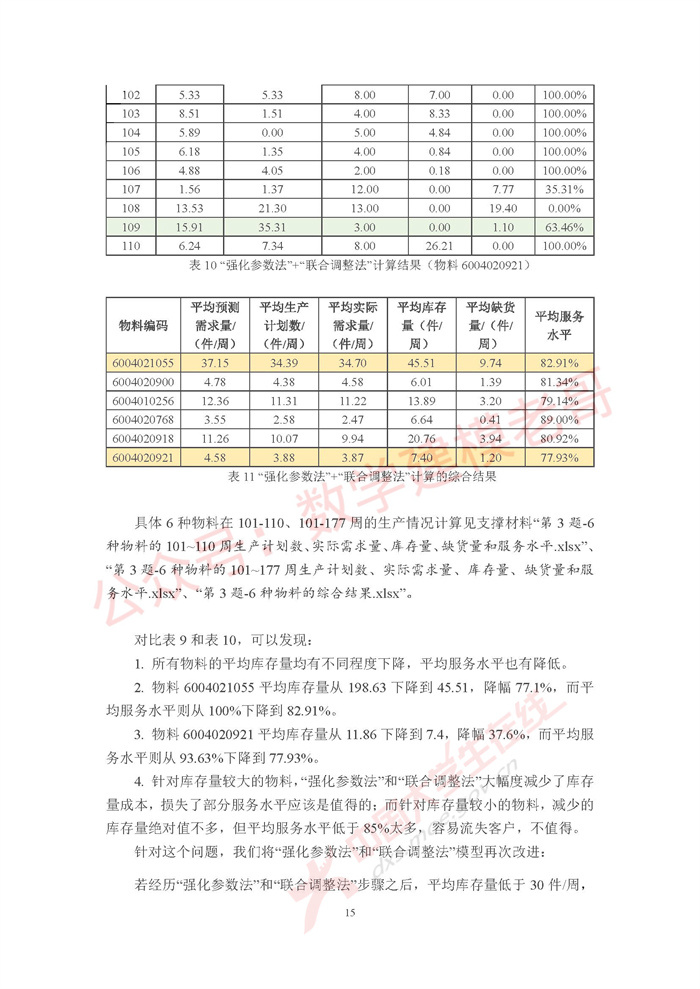 102 5.33 5.33 8.00 7.00 0.00 100.00%
103 8.51 1.51 4.00 8.33 0.00 100.00%
104 5.89 0.00 5.00 4.84 0.00 100.00%
105 6.18 1.35 4.00 0.84 0.00 100.00%
106 4.88 4.05 2.00 0.18 0.00 100.00%
107 1.56 1.37 12.00 0.00 7.77 35.31%
108 13.53 21.30 13.00 0.00 19.40 0.00%
109 15.91 35.31 3.00 0.00 1.10 63.46%
110 6.24 7.34 8.00 26.21 0.00 100.00%
表 10 “强化参数法”+“联合调整法”计算结果（物料 6004020921）
物料编码 平均预测需求量/（件/周） 平均生产计划数/（件/周） 平均实际需求量/（件/周） 平均库存量（件/周） 平均缺货量/（件/周） 平均服务水平
6004021055 37.15 34.39 34.70 45.51 9.74 82.91%
6004020900 4.78 4.38 4.58 6.01 1.39 81.34%
6004010256 12.36 11.31 11.22 13.89 3.20 79.14%
6004020768 3.55 2.58 2.47 6.64 0.41 89.00%
6004020918 11.26 10.07 9.94 20.76 3.94 80.92%
6004020921 4.58 3.88 3.87 7.40 1.20 77.93%
表 11 “强化参数法”+“联合调整法”计算的综合结果
具体 6 种物料在 101-110、101-177 周的生产情况计算见支撑材料“第 3 题-6
种物料的 101~110 周生产计划数、实际需求量、库存量、缺货量和服务水平.xlsx”、
“第 3 题-6 种物料的 101~177 周生产计划数、实际需求量、库存量、缺货量和服
务水平.xlsx”、“第 3 题-6 种物料的综合结果.xlsx”。
对比表 9 和表 10，可以发现：
1. 所有物料的平均库存量均有不同程度下降，平均服务水平也有降低。
2. 物料 6004021055 平均库存量从 198.63 下降到 45.51，降幅 77.1%，而平
均服务水平则从 100%下降到 82.91%。
3. 物料 6004020921 平均库存量从 11.86 下降到 7.4，降幅 37.6%，而平均服
务水平则从 93.63%下降到 77.93%。
4. 针对库存量较大的物料，“强化参数法”和“联合调整法”大幅度减少了库存
量成本，损失了部分服务水平应该是值得的；而针对库存量较小的物料，减少的
库存量绝对值不多，但平均服务水平低于 85%太多，容易流失客户，不值得。
针对这个问题，我们将“强化参数法”和“联合调整法”模型再次改进：
若经历“强化参数法”和“联合调整法”步骤之后，平均库存量低于 30 件/周，
15
公众号：数学建模老哥
中国大学生在线
dxs.moe.gov.cn